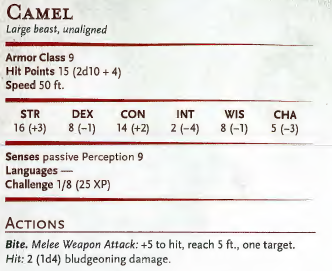 CAMEL
Large beast, unaligned
Armor Class 9
Hit Points 15 (2d10 + 4)
Speed 50 ft.
STR DEX CON INT WIS CHA
16 (+3) 8 (−1) 14 (+2) 2 (−4) 8 (−1) 5 (−3)
Senses passive Perception 9
Languages —
Challenge 1/8 (25 XP)
ACTIONS
Bite. Melee Weapon Attack: +5 to hit, reach 5 ft., one target.
Hit: 2 (1d4) bludgeoning damage.